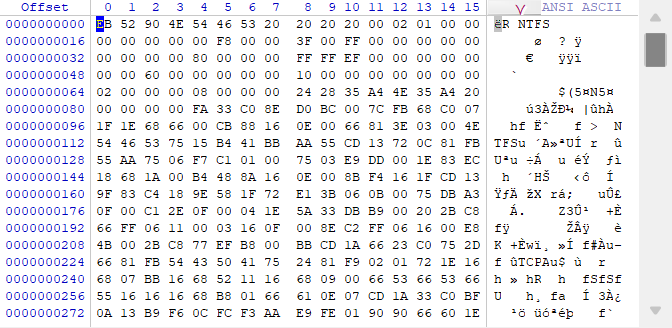 Offset 0 1 2 3 4 5 6 7 8 9 10 11 12 13 14 15 ANSI ASCII
0000000000 EB 52 90 4E 54 46 53 20 20 20 20 00 02 01 00 00 ëR NTFS
0000000016 00 00 00 00 00 F8 00 00 3F 00 FF 00 00 00 00 00 ø ? ÿ
0000000032 00 00 00 00 80 00 00 00 FF FF EF 00 00 00 00 00 € ÿÿï
0000000048 00 00 60 00 00 00 00 00 10 00 00 00 00 00 00 00 `
0000000064 02 00 00 00 08 00 00 00 24 28 35 A4 4E 35 A4 20 $(5¤N5¤
0000000080 00 00 00 00 FA 33 C0 8E D0 BC 00 7C FB 68 C0 07 ú3ÀŽÐ¼ |ûhÀ
0000000096 1F 1E 68 66 00 CB 88 16 0E 00 66 81 3E 03 00 4E hf Ëˆ f > N
0000000112 54 46 53 75 15 B4 41 BB AA 55 CD 13 72 0C 81 FB TFSu ´A»ªUÍ r û
0000000128 55 AA 75 06 F7 C1 01 00 75 03 E9 DD 00 1E 83 EC Uªu ÷Á u éÝ ƒì
0000000144 18 68 1A 00 B4 48 8A 16 0E 00 8B F4 16 1F CD 13 h ´HŠ ‹ô Í
0000000160 9F 83 C4 18 9E 58 1F 72 E1 3B 06 0B 00 75 DB A3 ŸƒÄ žX rá; uÛ£
0000000176 0F 00 C1 2E 0F 00 04 1E 5A 33 DB B9 00 20 2B C8 Á. Z3Û¹ +È
0000000192 66 FF 06 11 00 03 16 0F 00 8E C2 FF 06 16 00 E8 fÿ ŽÂÿ è
0000000208 4B 00 2B C8 77 EF B8 00 BB CD 1A 66 23 C0 75 2D K +Èwï¸ »Í f#Àu-
0000000224 66 81 FB 54 43 50 41 75 24 81 F9 02 01 72 1E 16 f ûTCPAu$ ù r
0000000240 68 07 BB 16 68 52 11 16 68 09 00 66 53 66 53 66 h » hR h fSfSf
0000000256 55 16 16 16 68 B8 01 66 61 0E 07 CD 1A 33 C0 BF U h¸ fa Í 3À¿
0000000272 0A 13 B9 F6 0C FC F3 AA E9 FE 01 90 90 66 60 1E ¹ö üóªéþ f`